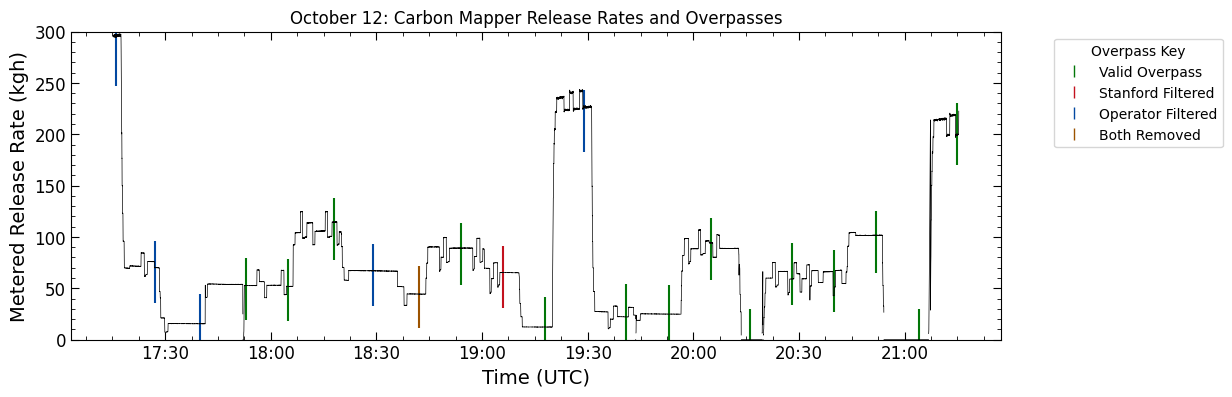 October 12: Carbon Mapper Release Rates and Overpasses
Metered Release Rate (kgh)
300
250
200
150
100
50
0
17:30 18:00 18:30 19:00 19:30 20:00 20:30 21:00
Time (UTC)
Overpass Key
Valid Overpass
Stanford Filtered
Operator Filtered
Both Removed